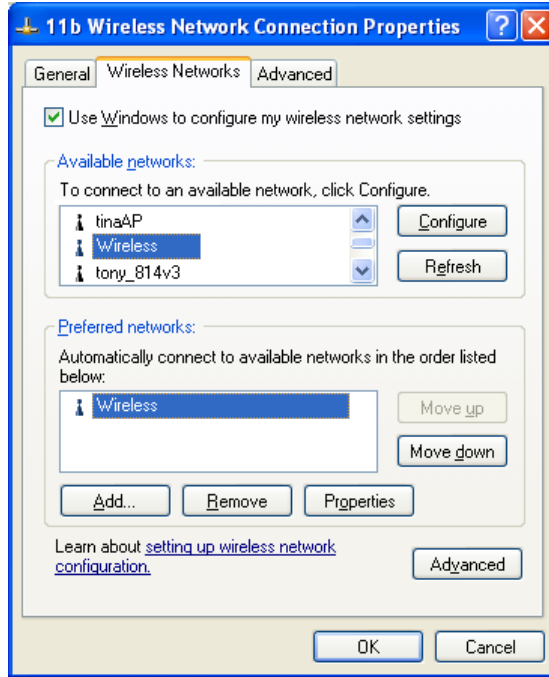 11b Wireless Network Connection Properties
General Wireless Networks Advanced
Use Windows to configure my wireless network settings
Available networks:
To connect to an available network, click Configure.
tinaAP
Wireless
tony_814v3
Configure
Refresh
Preferred networks:
Automatically connect to available networks in the order listed
below:
Wireless
Move up
Move down
Add... Remove Properties
Learn about setting up wireless network
configuration.
Advanced
OK Cancel